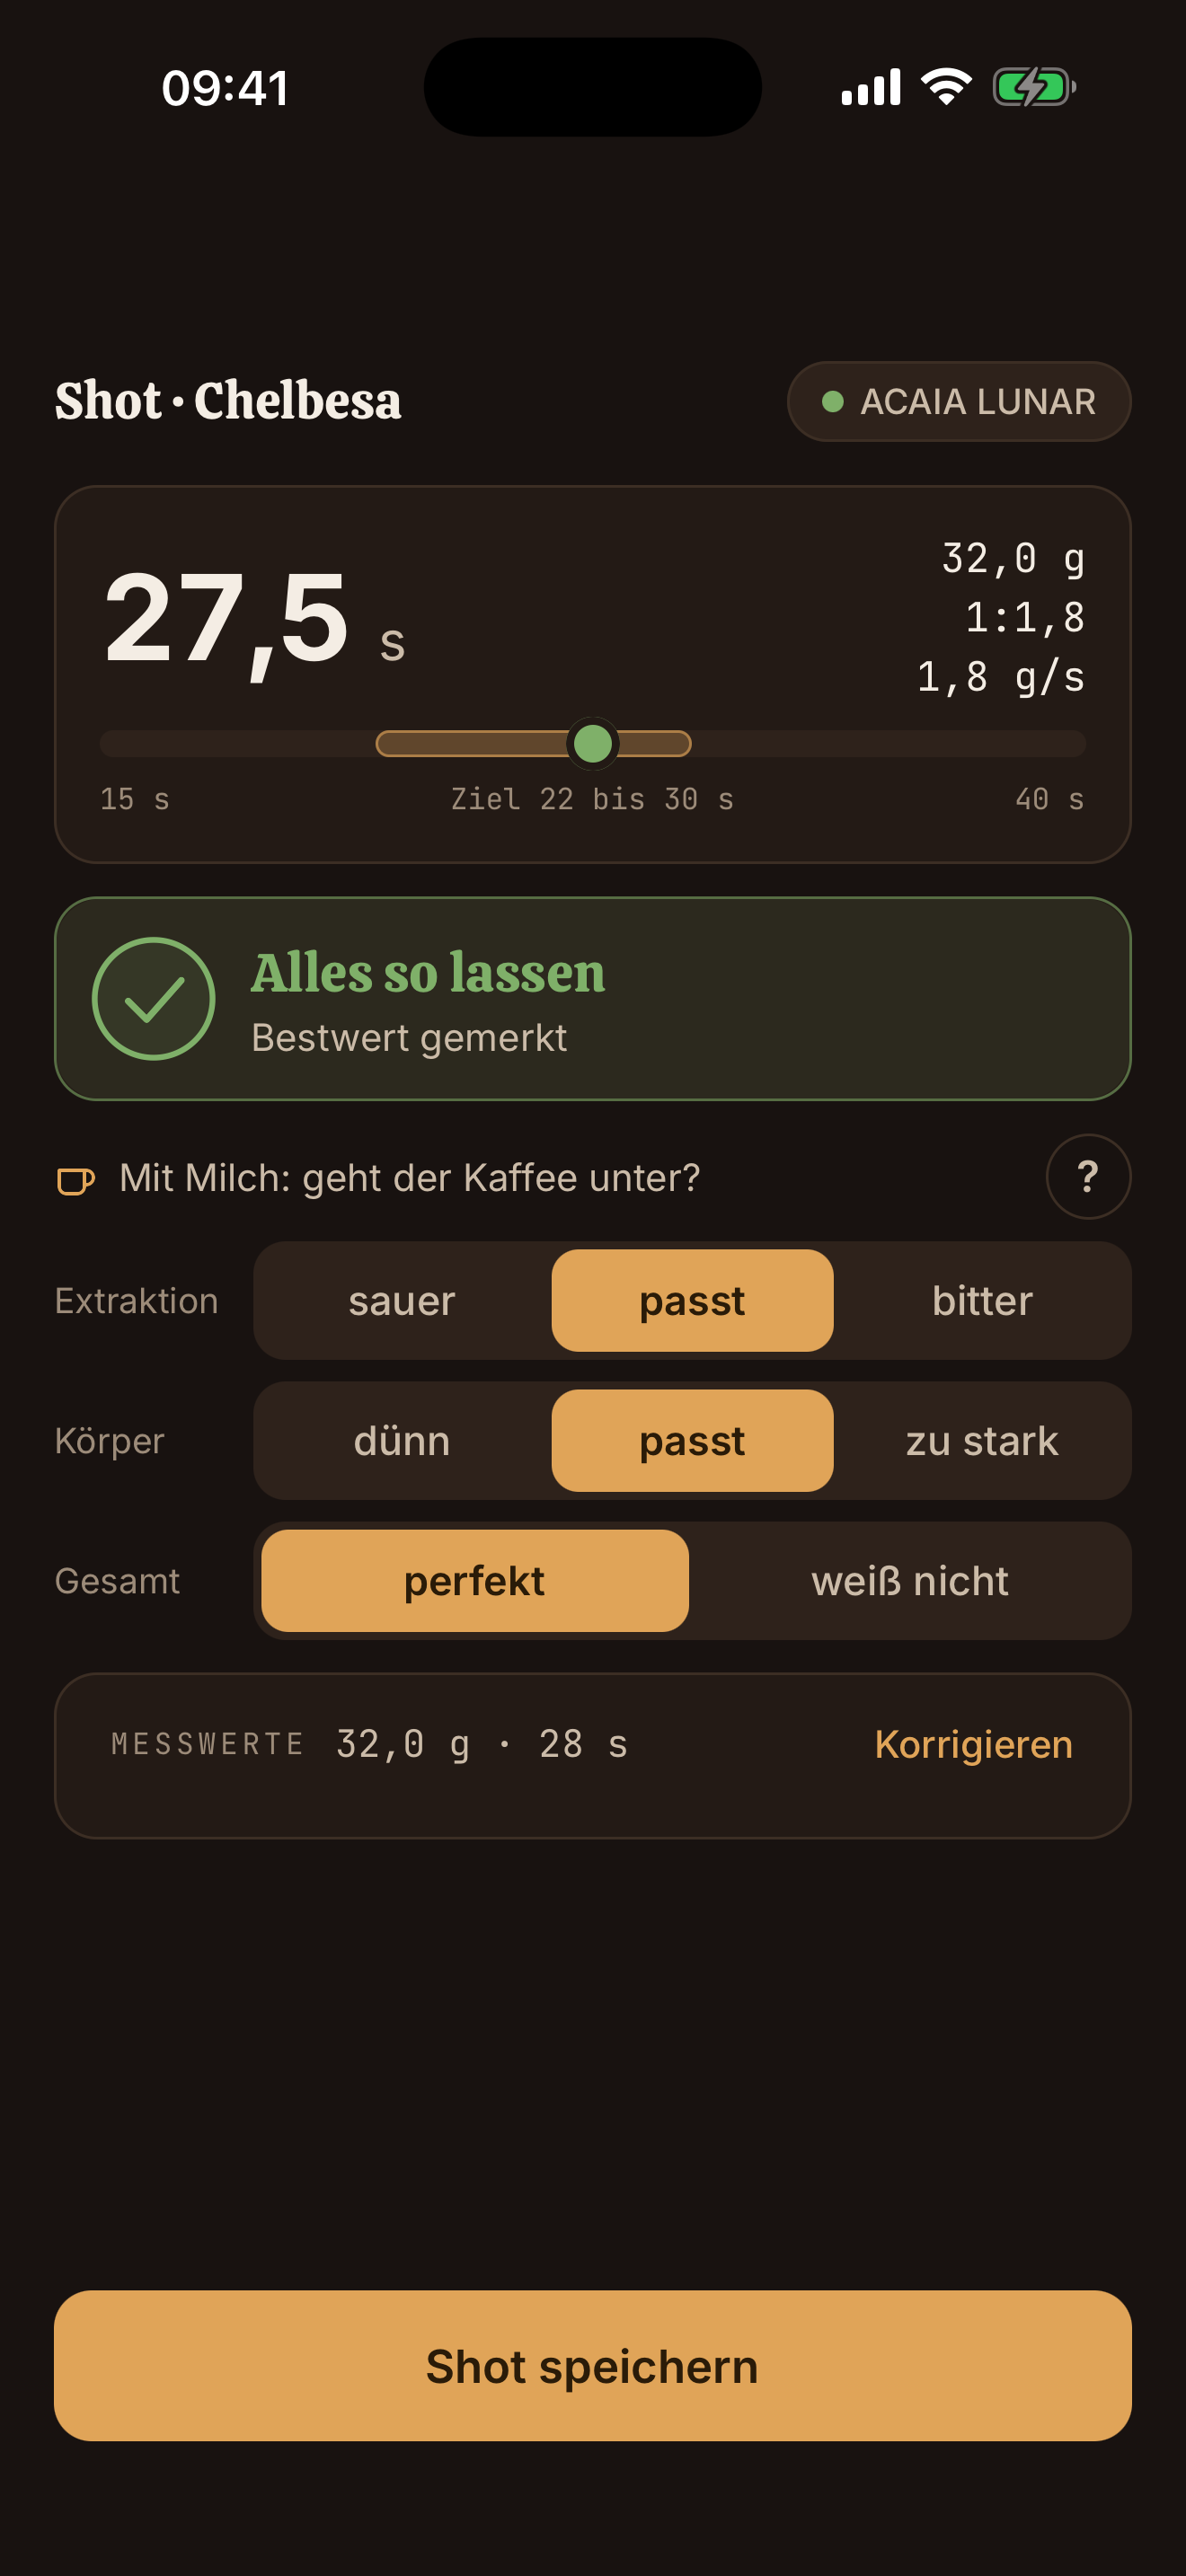 09:41
Shot · Chelbesa
ACAIA LUNAR
27,5 s
32,0 g
1:1,8
1,8 g/s
15 s
Ziel 22 bis 30 s
40 s
Alles so lassen
Bestwert gemerkt
Mit Milch: geht der Kaffee unter?
?
Extraktion
sauer
passt
bitter
Körper
dünn
passt
zu stark
Gesamt
perfekt
weiß nicht
MESSWERTE 32,0 g · 28 s
Korrigieren
Shot speichern